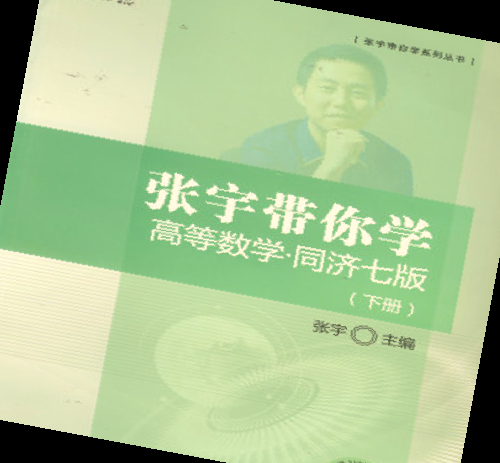 【张宇带你学系列丛书】
张宇带你学
高等数学·同济七版
（下册）
张宇 主编